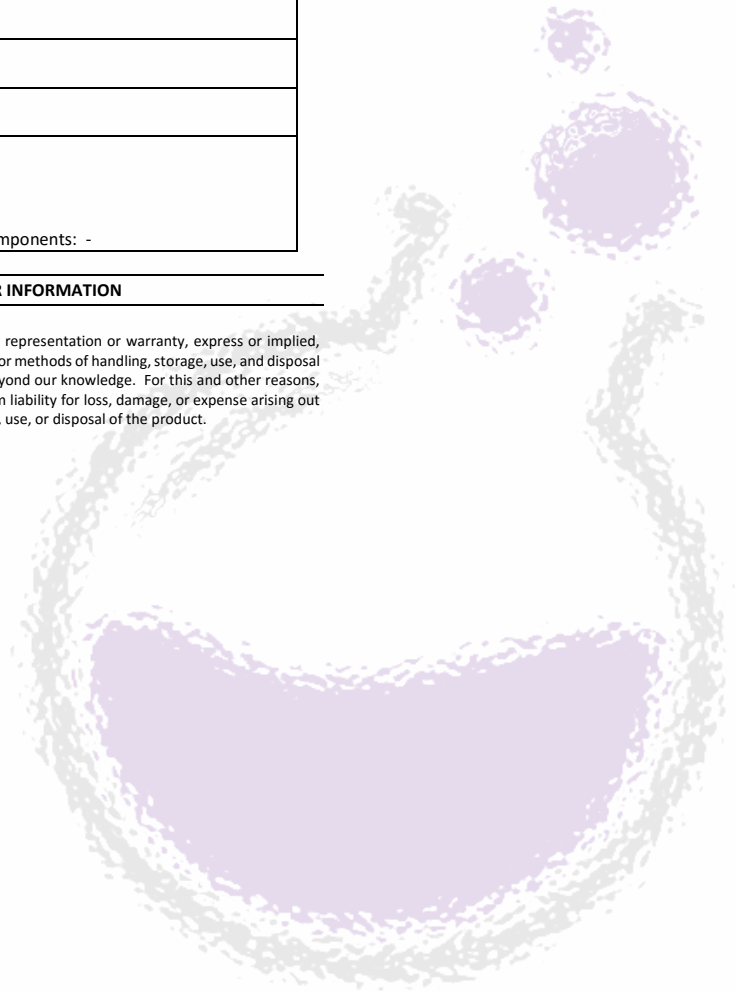 mponents: -
R INFORMATION
representation or warranty, express or implied,
or methods of handling, storage, use, and disposal
yond our knowledge. For this and other reasons,
liability for loss, damage, or expense arising out
, use, or disposal of the product.